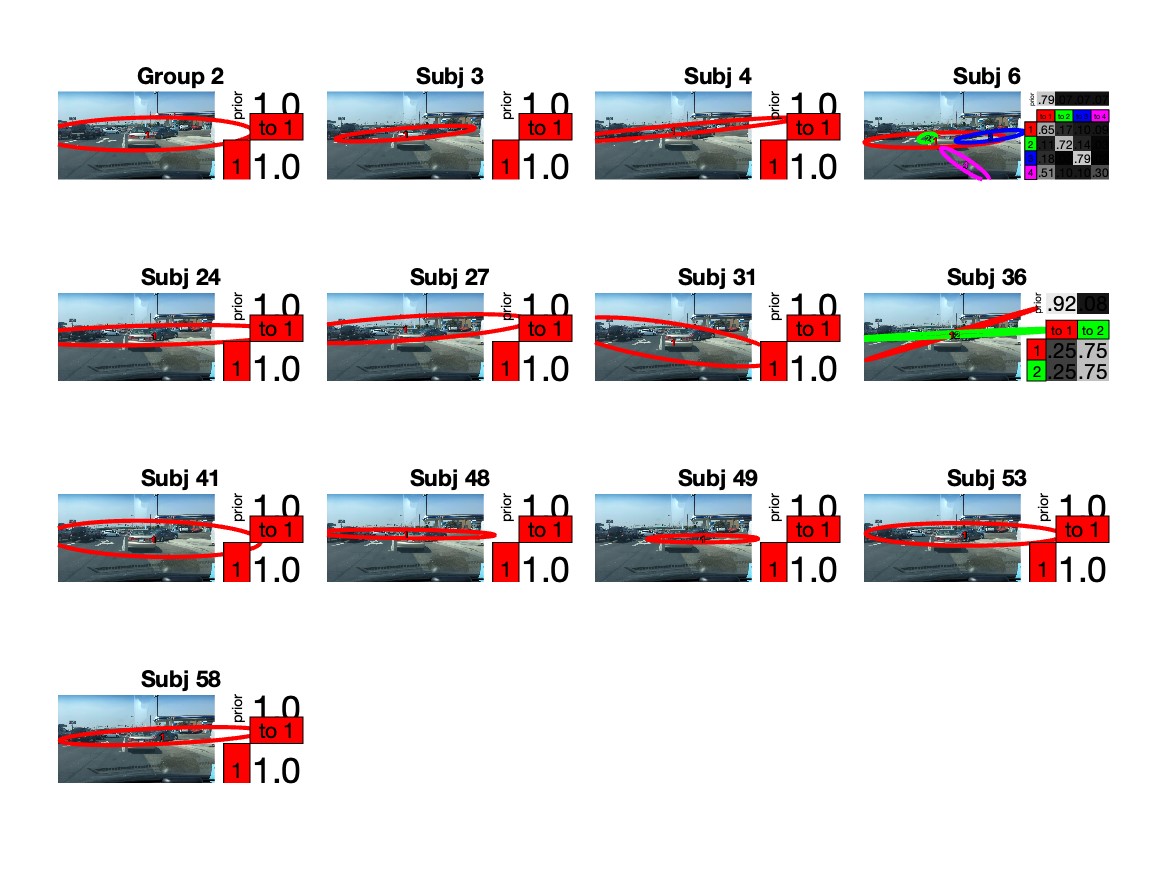 Group 2
prior
1.0
to 1
1
1.0
Subj 3
prior
1.0
to 1
1
1.0
Subj 4
prior
1.0
to 1
1
1.0
Subj 6
prior
.79 .07 .07 .07
to 1 to 2 to 3 to 4
1 .65 .17 .10 .09
2 .11 .72 .14
3 .18 .79
4 .51 .10 .10 .30
Subj 24
prior
1.0
to 1
1
1.0
Subj 27
prior
1.0
to 1
1
1.0
Subj 31
prior
1.0
to 1
1
1.0
Subj 36
prior
.92 .08
to 1 to 2
1 .25 .75
2 .25 .75
Subj 41
prior
1.0
to 1
1
1.0
Subj 48
prior
1.0
to 1
1
1.0
Subj 49
prior
1.0
to 1
1
1.0
Subj 53
prior
1.0
to 1
1
1.0
Subj 58
prior
1.0
to 1
1
1.0